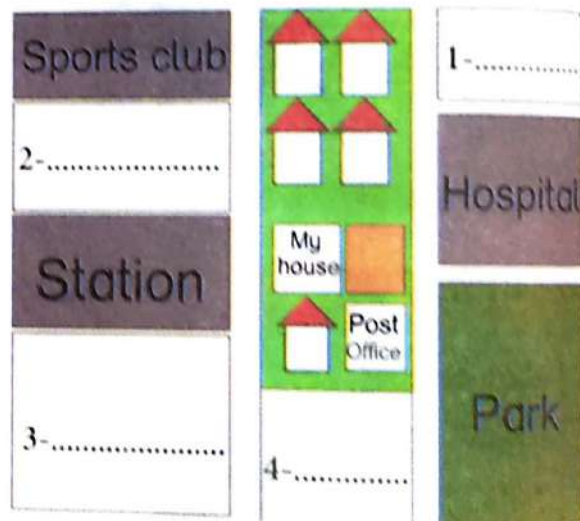 Sports club
1-..............
2-......................
Hospital
My
house
Station
Post
Office
Park
3-.........................
4-..............